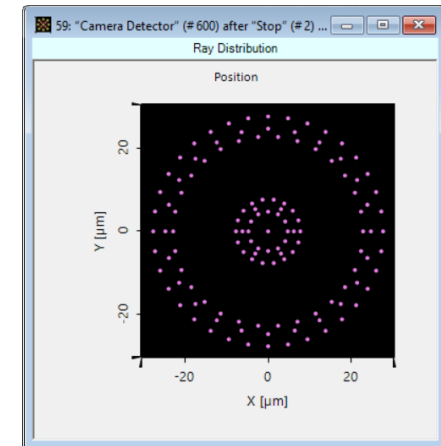 59: "Camera Detector" (# 600) after "Stop" (# 2) ...
Ray Distribution
Position
Y [µm]
20
0
-20
-20 0 20
X [µm]